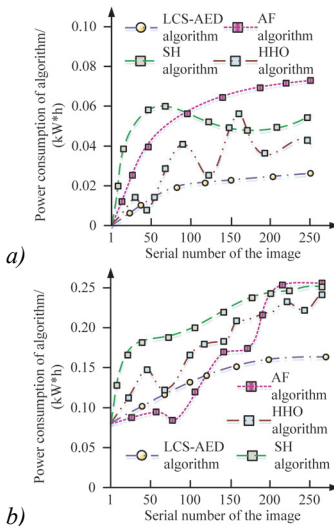 0.10
0.08
0.06
0.04
0.02
0
Power consumption of algorithm/
(kW*h)
LCS-AED
algorithm
AF
algorithm
SH
algorithm
HHO
algorithm
1 50 100 150 200 250
Serial number of the image
a)
0.25
0.20
0.15
0.10
0.05
0.00
Power consumption of algorithm/
(kW*h)
AF
algorithm
HHO
algorithm
LCS-AED
algorithm
SH
algorithm
1 50 100 150 200 250
Serial number of the image
b)